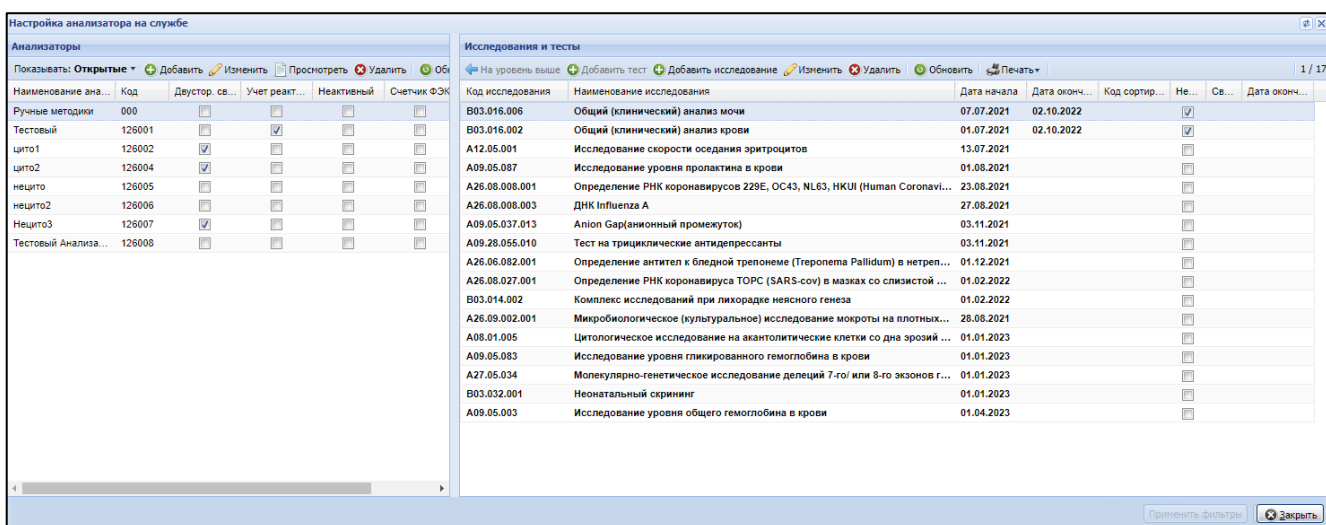 Настройка анализатора на службе
Анализаторы
Показывать: Открытые Добавить Изменить Просмотреть Удалить Об
Наименование ана... Код Двустор. св... Учет реакт... Неактивный Счетчик ФЭК
Ручные методики 000
Тестовый 126001
цито1 126002
цито2 126004
нецито 126005
нецито2 126006
Нецито3 126007
Тестовый Анализа... 126008
Исследования и тесты
На уровень выше Добавить тест Добавить исследование Изменить Удалить Обновить Печать 1 / 17
Код исследования Наименование исследования Дата начала Дата оконч... Код сортир... Не... Св... Дата оконч...
B03.016.006 Общий (клинический) анализ мочи 07.07.2021 02.10.2022
B03.016.002 Общий (клинический) анализ крови 01.07.2021 02.10.2022
A12.05.001 Исследование скорости оседания эритроцитов 13.07.2021
A09.05.087 Исследование уровня пролактина в крови 01.08.2021
A26.08.008.001 Определение РНК коронавирусов 229E, OC43, NL63, HKUI (Human Coronavi... 23.08.2021
A26.08.008.003 ДНК Influenza A 27.08.2021
A09.05.037.013 Anion Gap(анионный промежуток) 03.11.2021
A09.28.055.010 Тест на трициклические антидепрессанты 03.11.2021
A26.06.082.001 Определение антител к бледной трепонеме (Treponema Pallidum) в нетреп... 01.12.2021
A26.08.027.001 Определение РНК коронавируса ТОРС (SARS-cov) в мазках со слизистой ... 01.02.2022
B03.014.002 Комплекс исследований при лихорадке неясного генеза 01.02.2022
A26.09.002.001 Микробиологическое (культуральное) исследование мокроты на плотных... 28.08.2021
A08.01.005 Цитологическое исследование на акантолитические клетки со дна эрозий ... 01.01.2023
A09.05.083 Исследование уровня гликированного гемоглобина в крови 01.01.2023
A27.05.034 Молекулярно-генетическое исследование делеций 7-го/ или 8-го экзонов г... 01.01.2023
B03.032.001 Неонатальный скрининг 01.01.2023
A09.05.003 Исследование уровня общего гемоглобина в крови 01.04.2023
Применить фильтры Закрыть